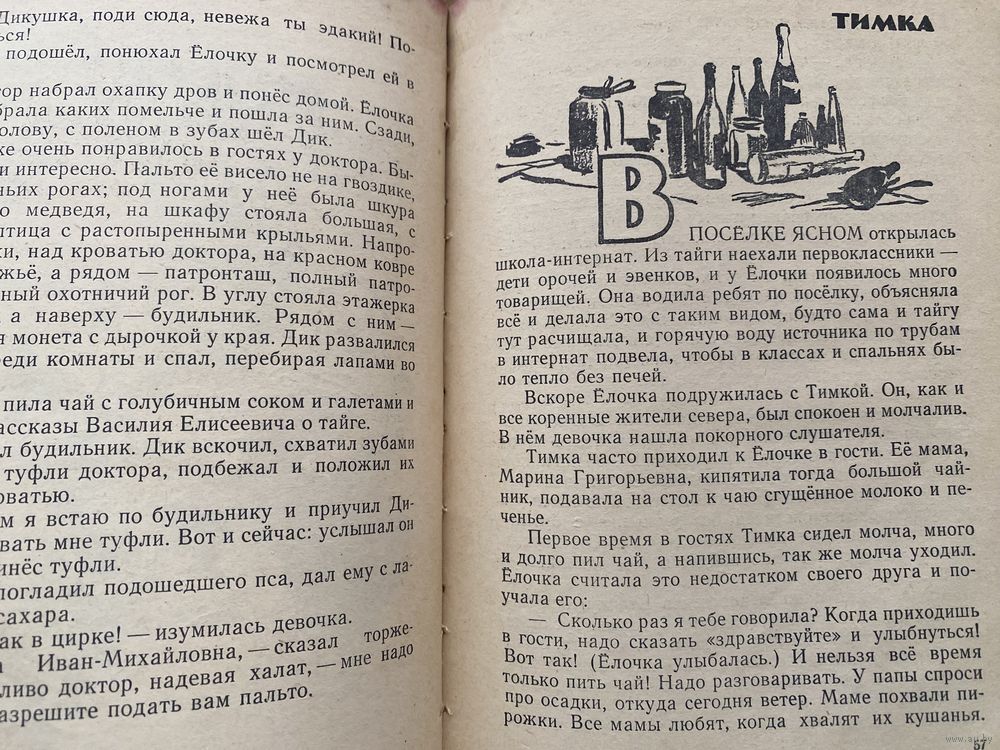 Дикушка, поди сюда, невежа ты эдакий! По-
ься!
подошёл, понюхал Ёлочку и посмотрел ей в
тор набрал охапку дров и понёс домой. Ёлочка
брала каких помельче и пошла за ним. Сзади,
олову, с поленом в зубах шёл Дик.
ке очень понравилось в гостях у доктора. Бы-
и интересно. Пальто её висело не на гвоздике,
ньих рогах; под ногами у неё была шкура
о медведя, на шкафу стояла большая, с
птица с растопыренными крыльями. Напро-
ки, над кроватью доктора, на красном ковре
жьё, а рядом — патронташ, полный патро-
ный охотничий рог. В углу стояла этажерка
а наверху — будильник. Рядом с ним —
я монета с дырочкой у края. Дик развалился
реди комнаты и спал, перебирая лапами во
пила чай с голубичным соком и галетами и
ассказы Василия Елисеевича о тайге.
л будильник. Дик вскочил, схватил зубами
туфли доктора, подбежал и положил их
роватью.
м я встаю по будильнику и приучил Ди-
вать мне туфли. Вот и сейчас: услышал он
инёс туфли.
погладил подошедшего пса, дал ему с ла-
сахара.
ак в цирке! — изумилась девочка.
а Иван-Михайловна, — сказал торже-
ливо доктор, надевая халат, — мне надо
азрешите подать вам пальто.
ТИМКА
В ПОСЁЛКЕ ЯСНОМ открылась
школа-интернат. Из тайги наехали первоклассники —
дети орочей и эвенков, и у Ёлочки появилось много
товарищей. Она водила ребят по посёлку, объясняла
всё и делала это с таким видом, будто сама и тайгу
тут расчищала, и горячую воду источника по трубам
в интернат подвела, чтобы в классах и спальнях бы-
ло тепло без печей.
Вскоре Ёлочка подружилась с Тимкой. Он, как и
все коренные жители севера, был спокоен и молчалив.
В нём девочка нашла покорного слушателя.
Тимка часто приходил к Ёлочке в гости. Её мама,
Марина Григорьевна, кипятила тогда большой чай-
ник, подавала на стол к чаю сгущённое молоко и пе-
ченье.
Первое время в гостях Тимка сидел молча, много
и долго пил чай, а напившись, так же молча уходил.
Ёлочка считала это недостатком своего друга и по-
учала его:
— Сколько раз я тебе говорила? Когда приходишь
в гости, надо сказать «здравствуйте» и улыбнуться!
Вот так! (Ёлочка улыбалась.) И нельзя всё время
только пить чай! Надо разговаривать. У папы спроси
про осадки, откуда сегодня ветер. Маме похвали пи-
рожки. Все мамы любят, когда хвалят их кушанья.
57
www.ay.by